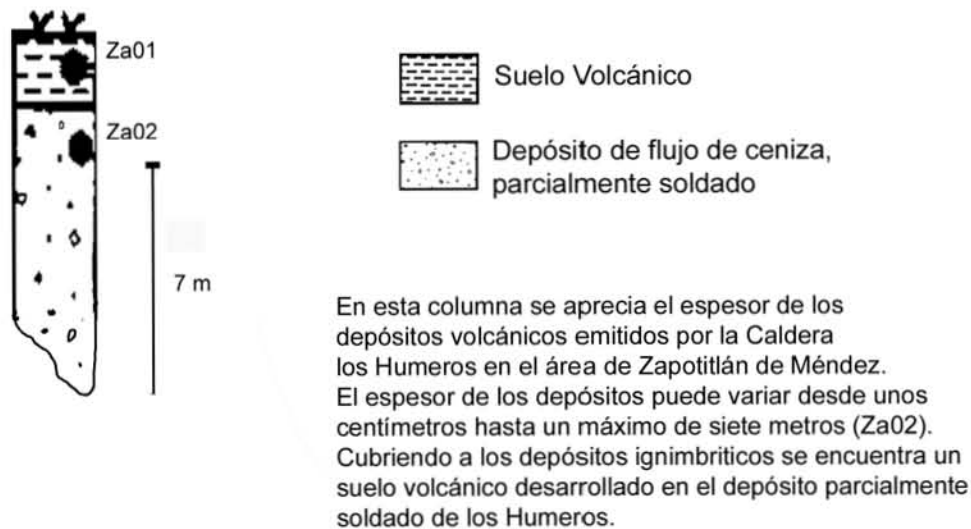 Za01
Za02
7 m
Suelo Volcánico
Depósito de flujo de ceniza,
parcialmente soldado
En esta columna se aprecia el espesor de los
depósitos volcánicos emitidos por la Caldera
los Humeros en el área de Zapotitlán de Méndez.
El espesor de los depósitos puede variar desde unos
centímetros hasta un máximo de siete metros (Za02).
Cubriendo a los depósitos ignimbriticos se encuentra un
suelo volcánico desarrollado en el depósito parcialmente
soldado de los Humeros.